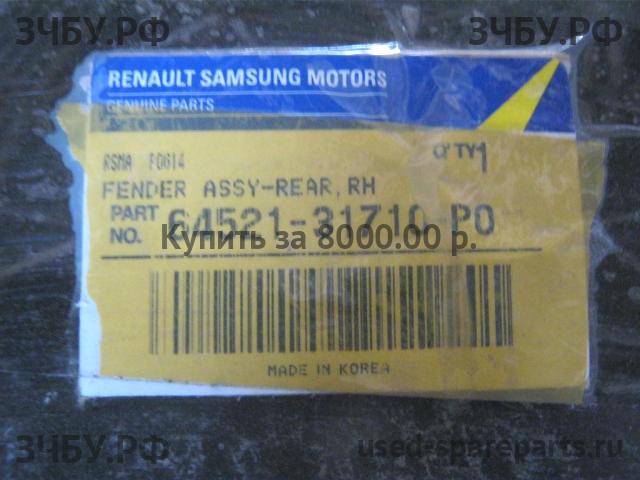 ЗЧБУ.РФ
ЗЧБУ.РФ
RENAULT SAMSUNG MOTORS
GENUINE PARTS
RSMA F0614
Q'TY 1
FENDER ASSY-REAR,RH
PART NO. 64521-31710-P0
Купить за 8000.00 р.
MADE IN KOREA
ЗЧБУ.РФ
used-spareparts.ru